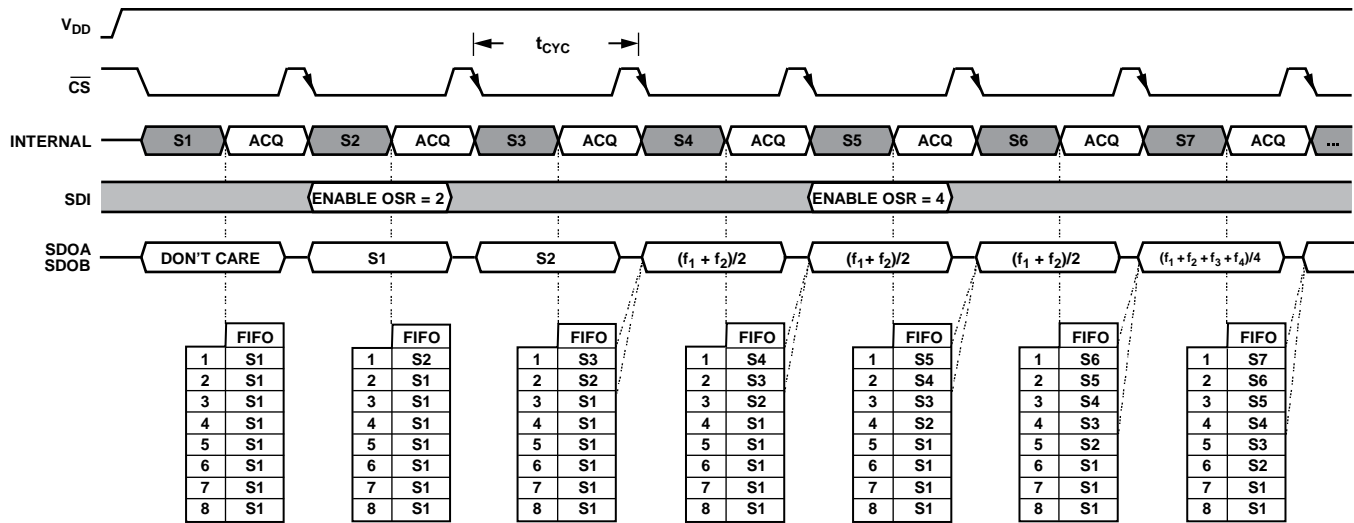 VDD
tCYC
CS
INTERNAL S1 ACQ S2 ACQ S3 ACQ S4 ACQ S5 ACQ S6 ACQ S7 ACQ ...
SDI ENABLE OSR = 2 ENABLE OSR = 4
SDOA
SDOB
DON'T CARE S1 S2 (f1 + f2)/2 (f1+ f2)/2 (f1 + f2)/2 (f1 +f2 +f3 +f4)/4
FIFO FIFO FIFO FIFO FIFO FIFO FIFO
1 S1 1 S2 1 S3 1 S4 1 S5 1 S6 1 S7
2 S1 2 S1 2 S2 2 S3 2 S4 2 S5 2 S6
3 S1 3 S1 3 S1 3 S2 3 S3 3 S4 3 S5
4 S1 4 S1 4 S1 4 S1 4 S2 4 S3 4 S4
5 S1 5 S1 5 S1 5 S1 5 S1 5 S2 5 S3
6 S1 6 S1 6 S1 6 S1 6 S1 6 S1 6 S2
7 S1 7 S1 7 S1 7 S1 7 S1 7 S1 7 S1
8 S1 8 S1 8 S1 8 S1 8 S1 8 S1 8 S1